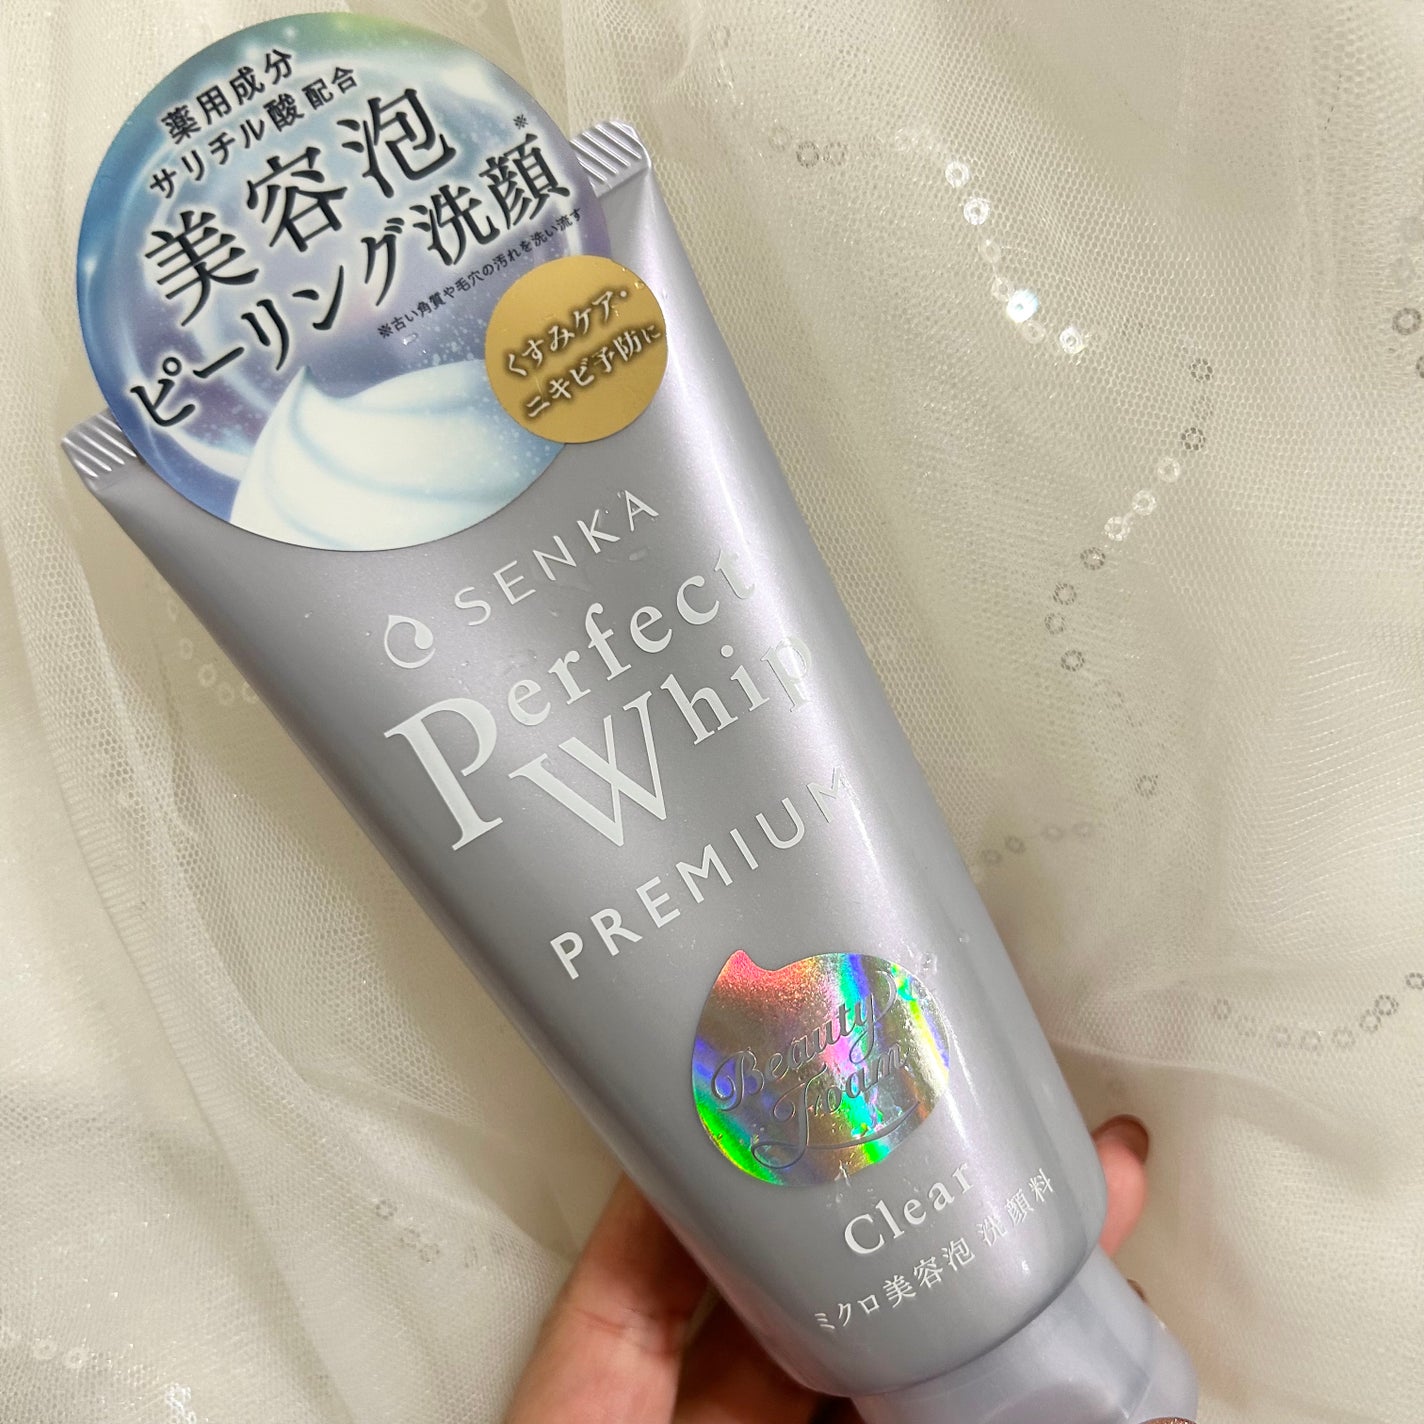 薬用成分
サリチル酸配合
美容泡
ピーリング洗顔※
※古い角質や毛穴の汚れを洗い流す
くすみケア・
ニキビ予防に
SENKA
Perfect
Whip
PREMIUM
Beauty
Foam
Clear
ミクロ美容泡 洗顔料